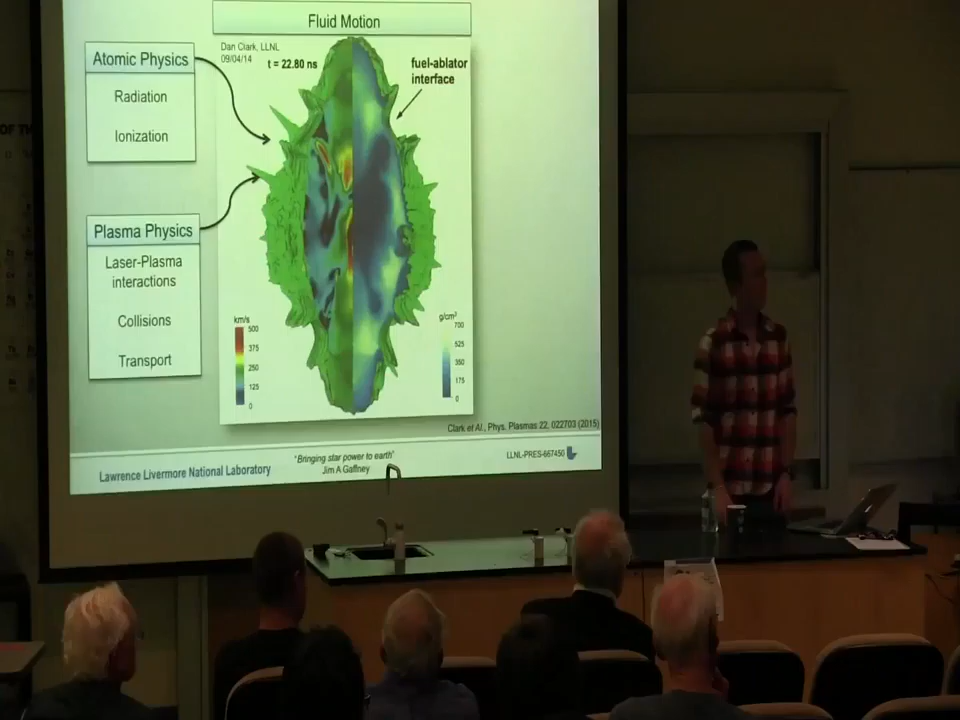 Fluid Motion
Atomic Physics
Radiation
Ionization
Plasma Physics
Laser-Plasma
interactions
Collisions
Transport
Dan Clark, LLNL
09/04/14
t = 22.80 ns
fuel-ablator
interface
km/s
500
375
250
125
0
g/cm³
700
525
350
175
0
Clark et Al., Phys. Plasmas 22, 022703 (2015)
Lawrence Livermore National Laboratory
"Bringing star power to earth"
Jim A Gaffney
LLNL-PRES-667450
OF T